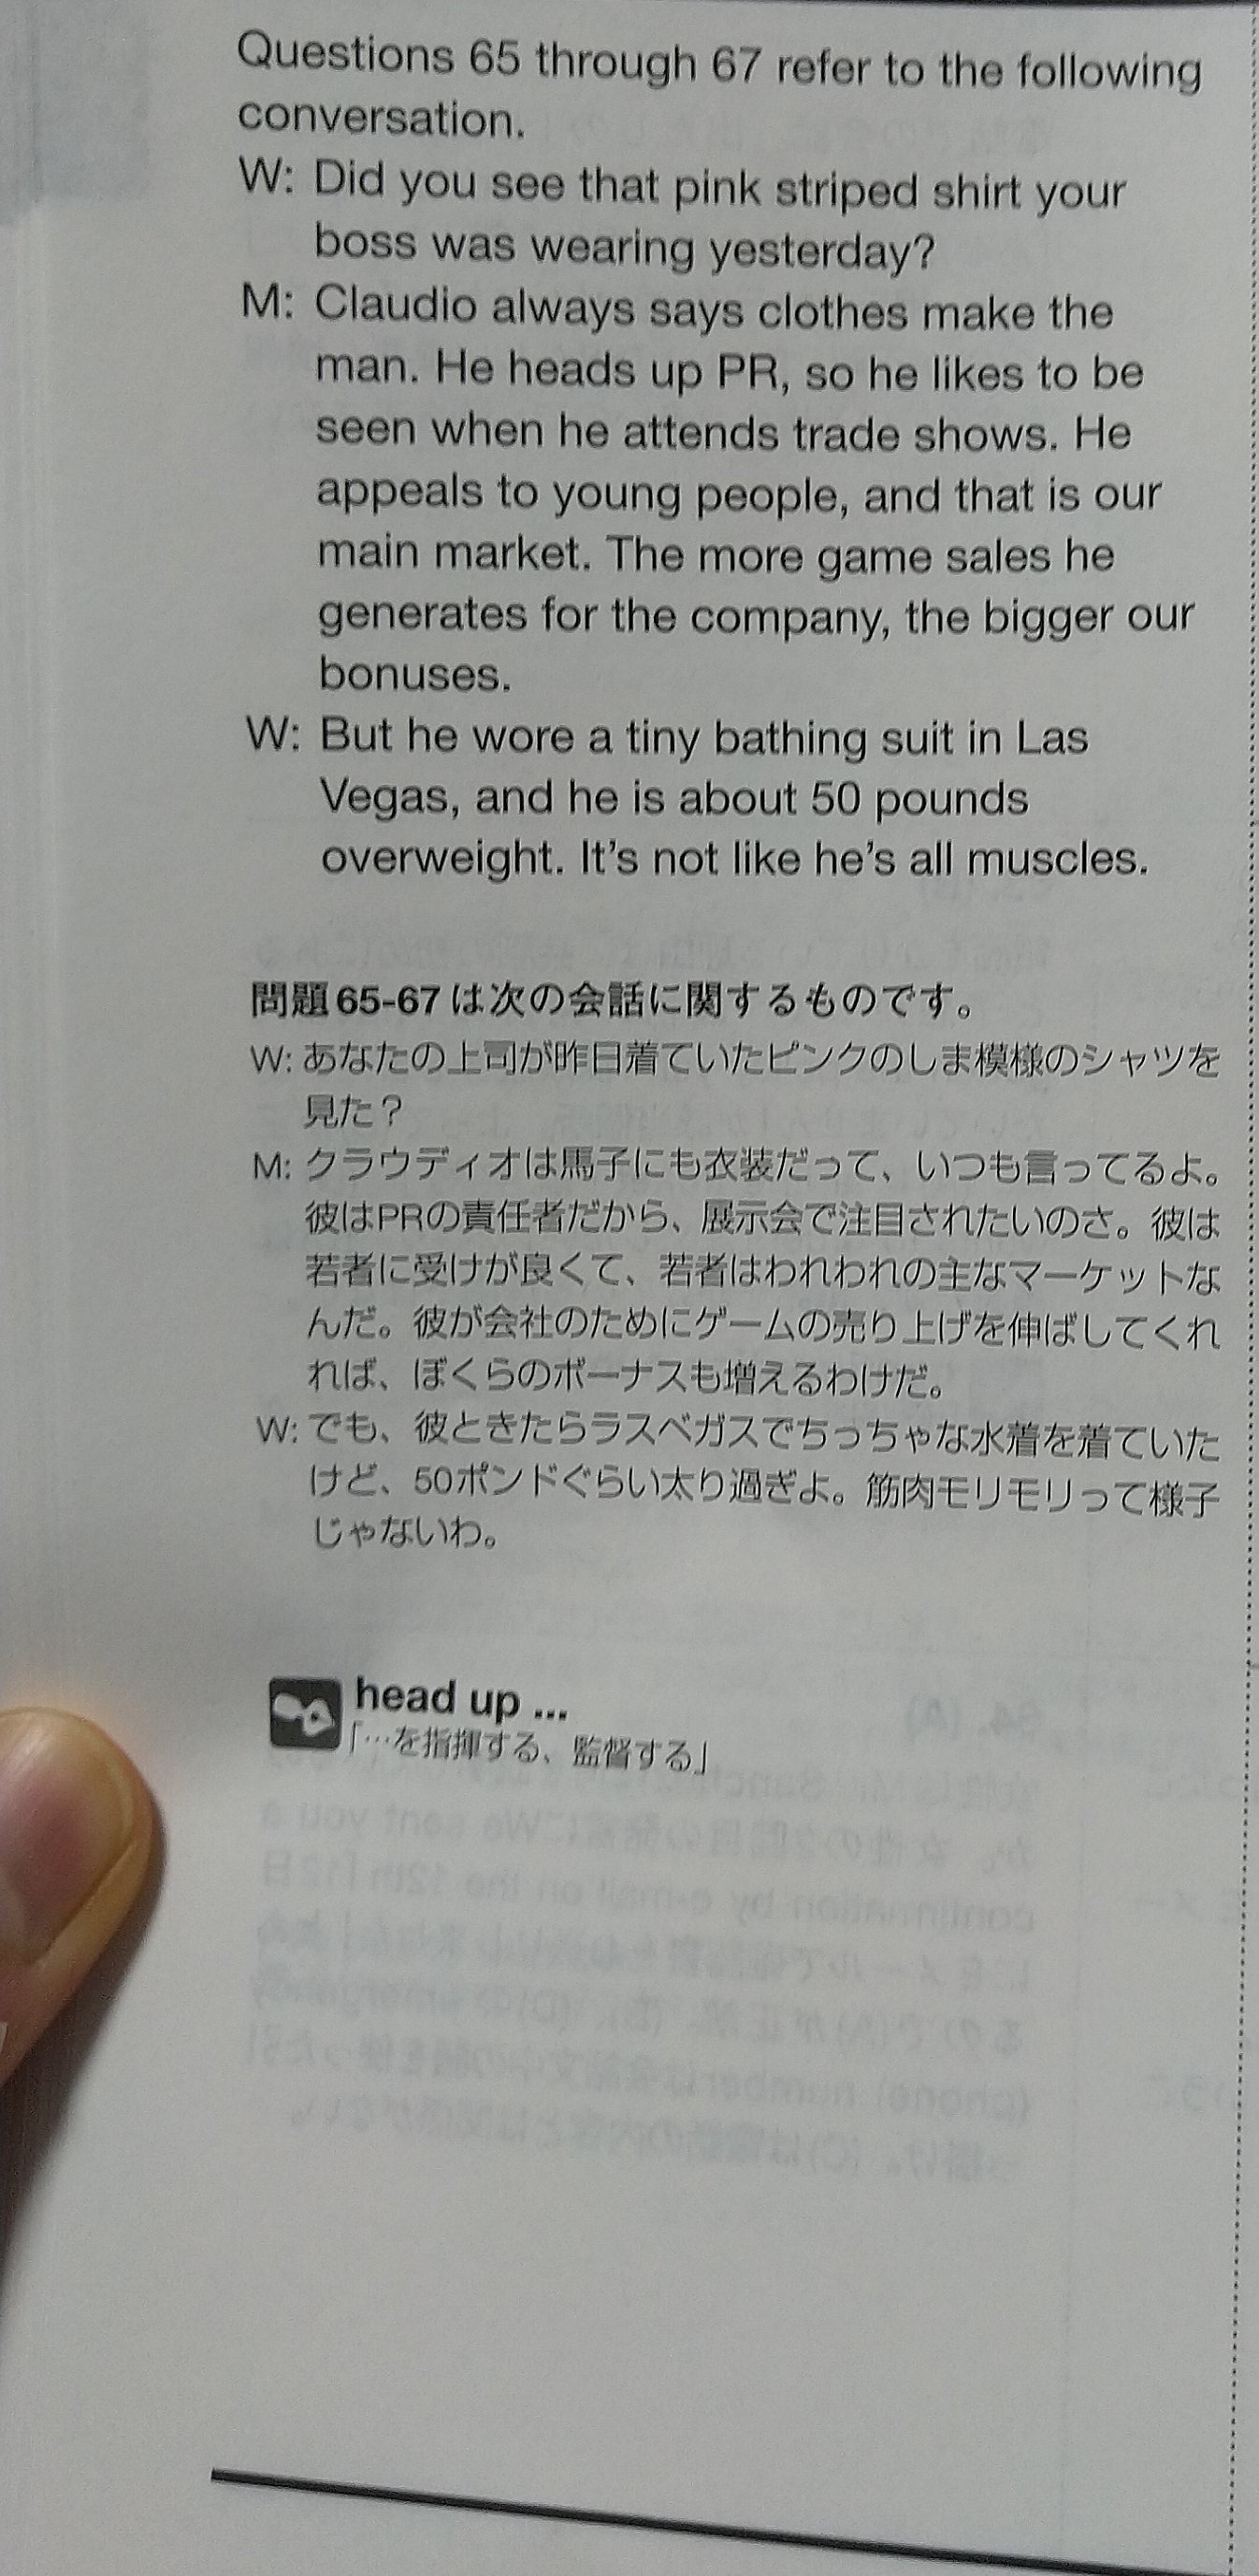 Questions 65 through 67 refer to the following
conversation.
W: Did you see that pink striped shirt your
boss was wearing yesterday?
M: Claudio always says clothes make the
man. He heads up PR, so he likes to be
seen when he attends trade shows. He
appeals to young people, and that is our
main market. The more game sales he
generates for the company, the bigger our
bonuses.
W: But he wore a tiny bathing suit in Las
Vegas, and he is about 50 pounds
overweight. It's not like he's all muscles.
問題65-67は次の会話に関するものです。
W: あなたの上司が昨日着ていたピンクのしま模様のシャツを
見た？
M: クラウディオは馬子にも衣装だって、いつも言ってるよ。
彼はPRの責任者だから、展示会で注目されたいのさ。彼は
若者に受けが良くて、若者はわれわれの主なマーケットな
んだ。彼が会社のためにゲームの売り上げを伸ばしてくれ
れば、ぼくらのボーナスも増えるわけだ。
W: でも、彼ときたらラスベガスでちっちゃな水着を着ていた
けど、50ポンドぐらい太り過ぎよ。筋肉モリモリって様子
じゃないわ。
head up ...
「…を指揮する、監督する」